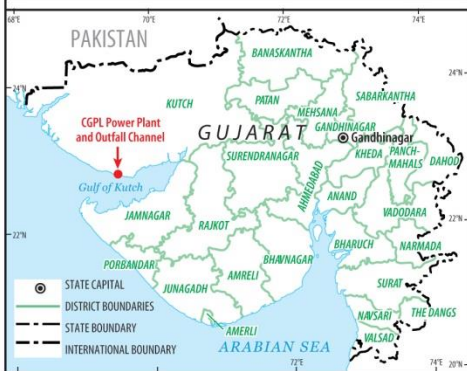 68°E
70°E
72°E
74°E
PAKISTAN
BANASKANTHA
24°N
24°N
PATAN
SABARKANTHA
KUTCH
MEHSANA
CGPL Power Plant
and Outfall Channel
GUJARAT
GANDHINAGAR
Gandhinagar
SURENDRANAGAR
KHEDA
PANCH-
MAHALS
DAHOD
Gulf of Kutch
AHMEDABAD
ANAND
JAMNAGAR
RAJKOT
VADODARA
22°N
22°N
BHARUCH
NARMADA
PORBANDAR
BHAVNAGAR
AMRELI
JUNAGADH
SURAT
STATE CAPITAL
DISTRICT BOUNDARIES
STATE BOUNDARY
INTERNATIONAL BOUNDARY
AMERLI
NAVSARI
THE DANGS
VALSAD
ARABIAN SEA
20°N
72°E
74°E